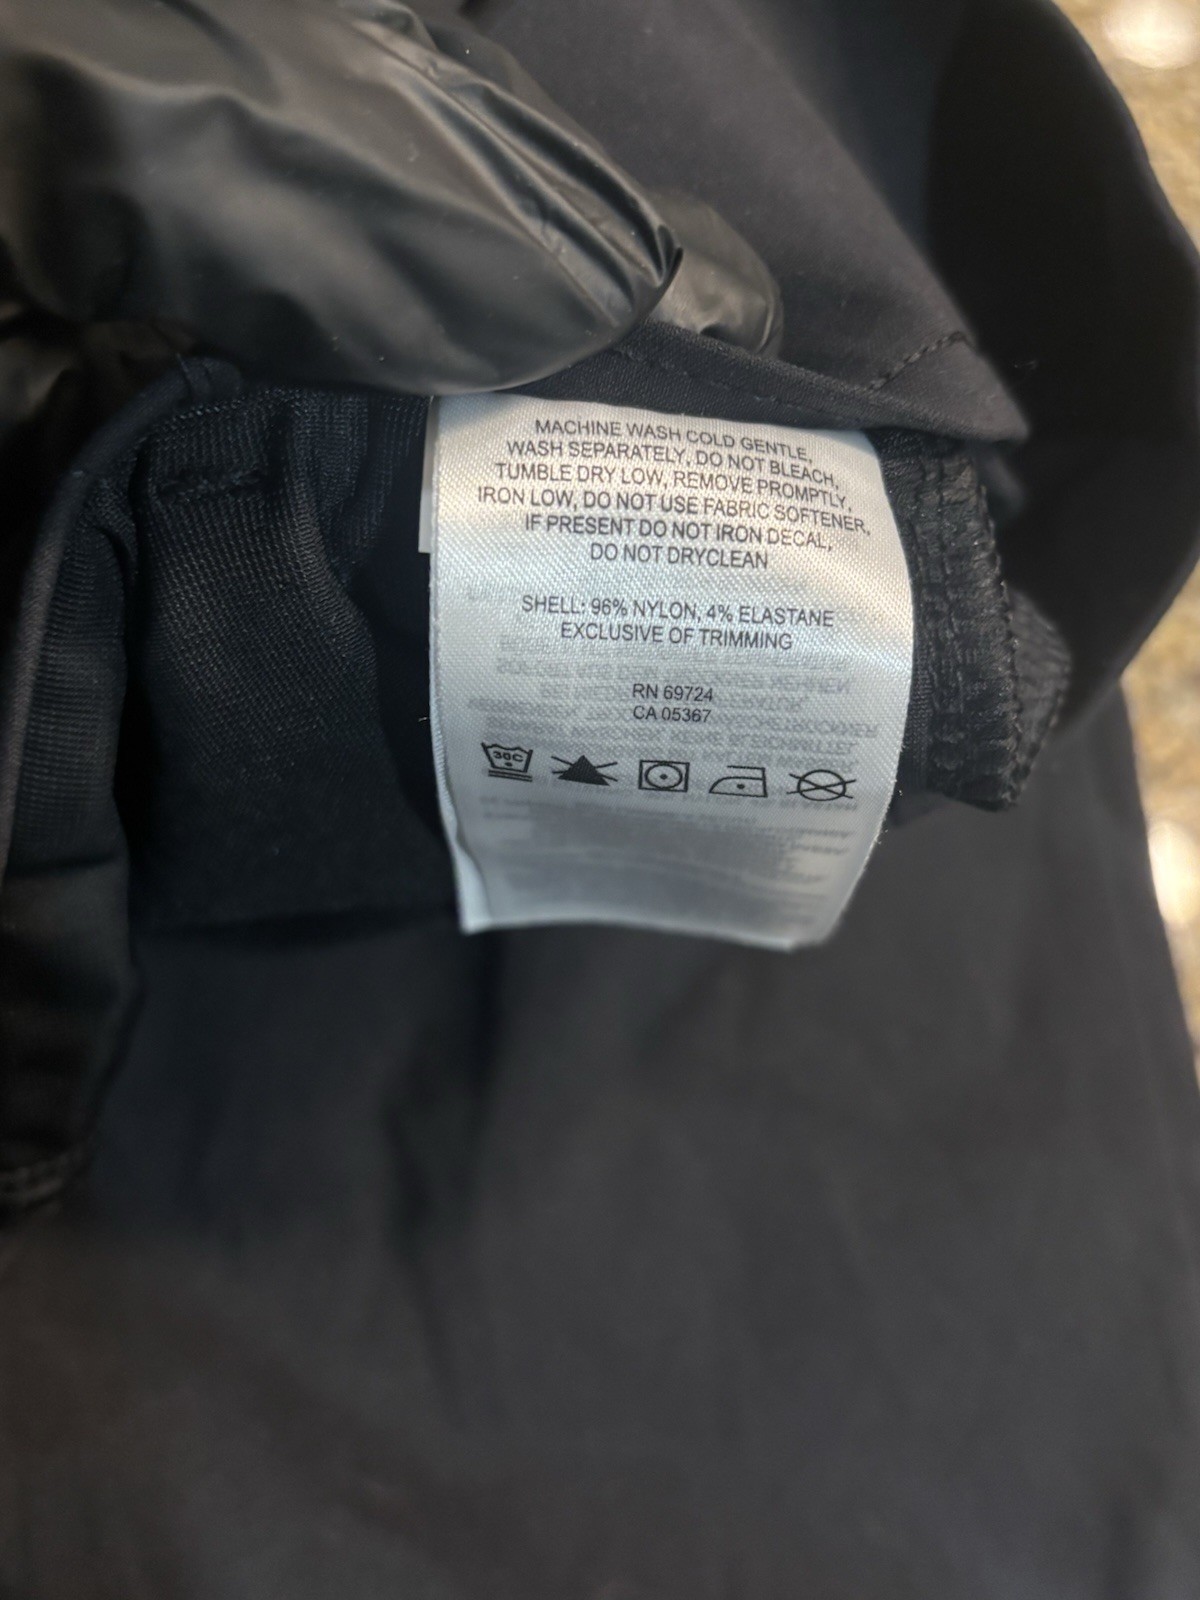 MACHINE WASH COLD GENTLE,
WASH SEPARATELY, DO NOT BLEACH,
TUMBLE DRY LOW, REMOVE PROMPTLY,
IRON LOW, DO NOT USE FABRIC SOFTENER,
IF PRESENT DO NOT IRON DECAL,
DO NOT DRYCLEAN
SHELL: 96% NYLON, 4% ELASTANE
EXCLUSIVE OF TRIMMING
RN 69724
CA 05367
30C